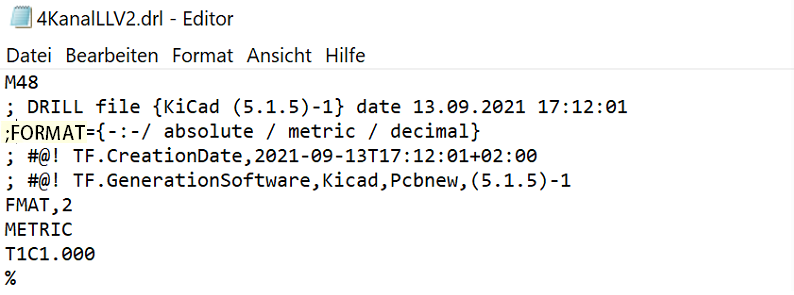 4KanalLLV2.drl - Editor
Datei Bearbeiten Format Ansicht Hilfe
M48
; DRILL file {KiCad (5.1.5)-1} date 13.09.2021 17:12:01
;FORMAT={-:-/ absolute / metric / decimal}
; #@! TF.CreationDate,2021-09-13T17:12:01+02:00
; #@! TF.GenerationSoftware,Kicad,Pcbnew,(5.1.5)-1
FMAT,2
METRIC
T1C1.000
%